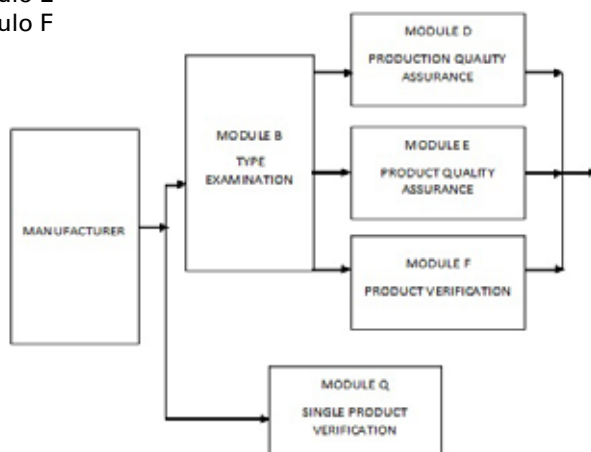 ulo F
MODULE D
PRODUCTION QUALITY
ASSURANCE
MODULE B
TYPE
EXAMINATION
MODULE E
PRODUCT QUALITY
ASSURANCE
MANUFACTURER
MODULE F
PRODUCT VERIFICATION
MODULE Q
SINGLE PRODUCT
VERIFICATION